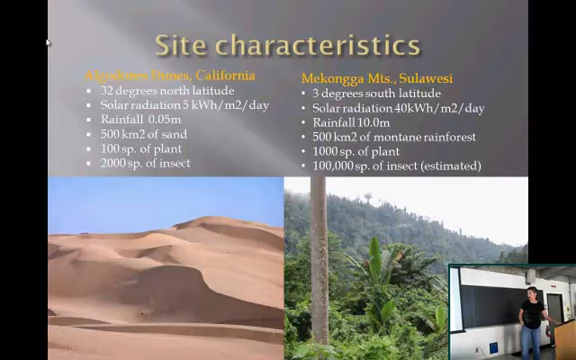 Site characteristics
Algodones Dunes, California
32 degrees north latitude
Solar radiation 5 kWh/m2/day
Rainfall 0.05m
500 km2 of sand
100 sp. of plant
2000 sp. of insect
Mekongga Mts., Sulawesi
3 degrees south latitude
Solar radiation 40kWh/m2/day
Rainfall 10.0m
500 km2 of montane rainforest
1000 sp. of plant
100,000 sp. of insect (estimated)